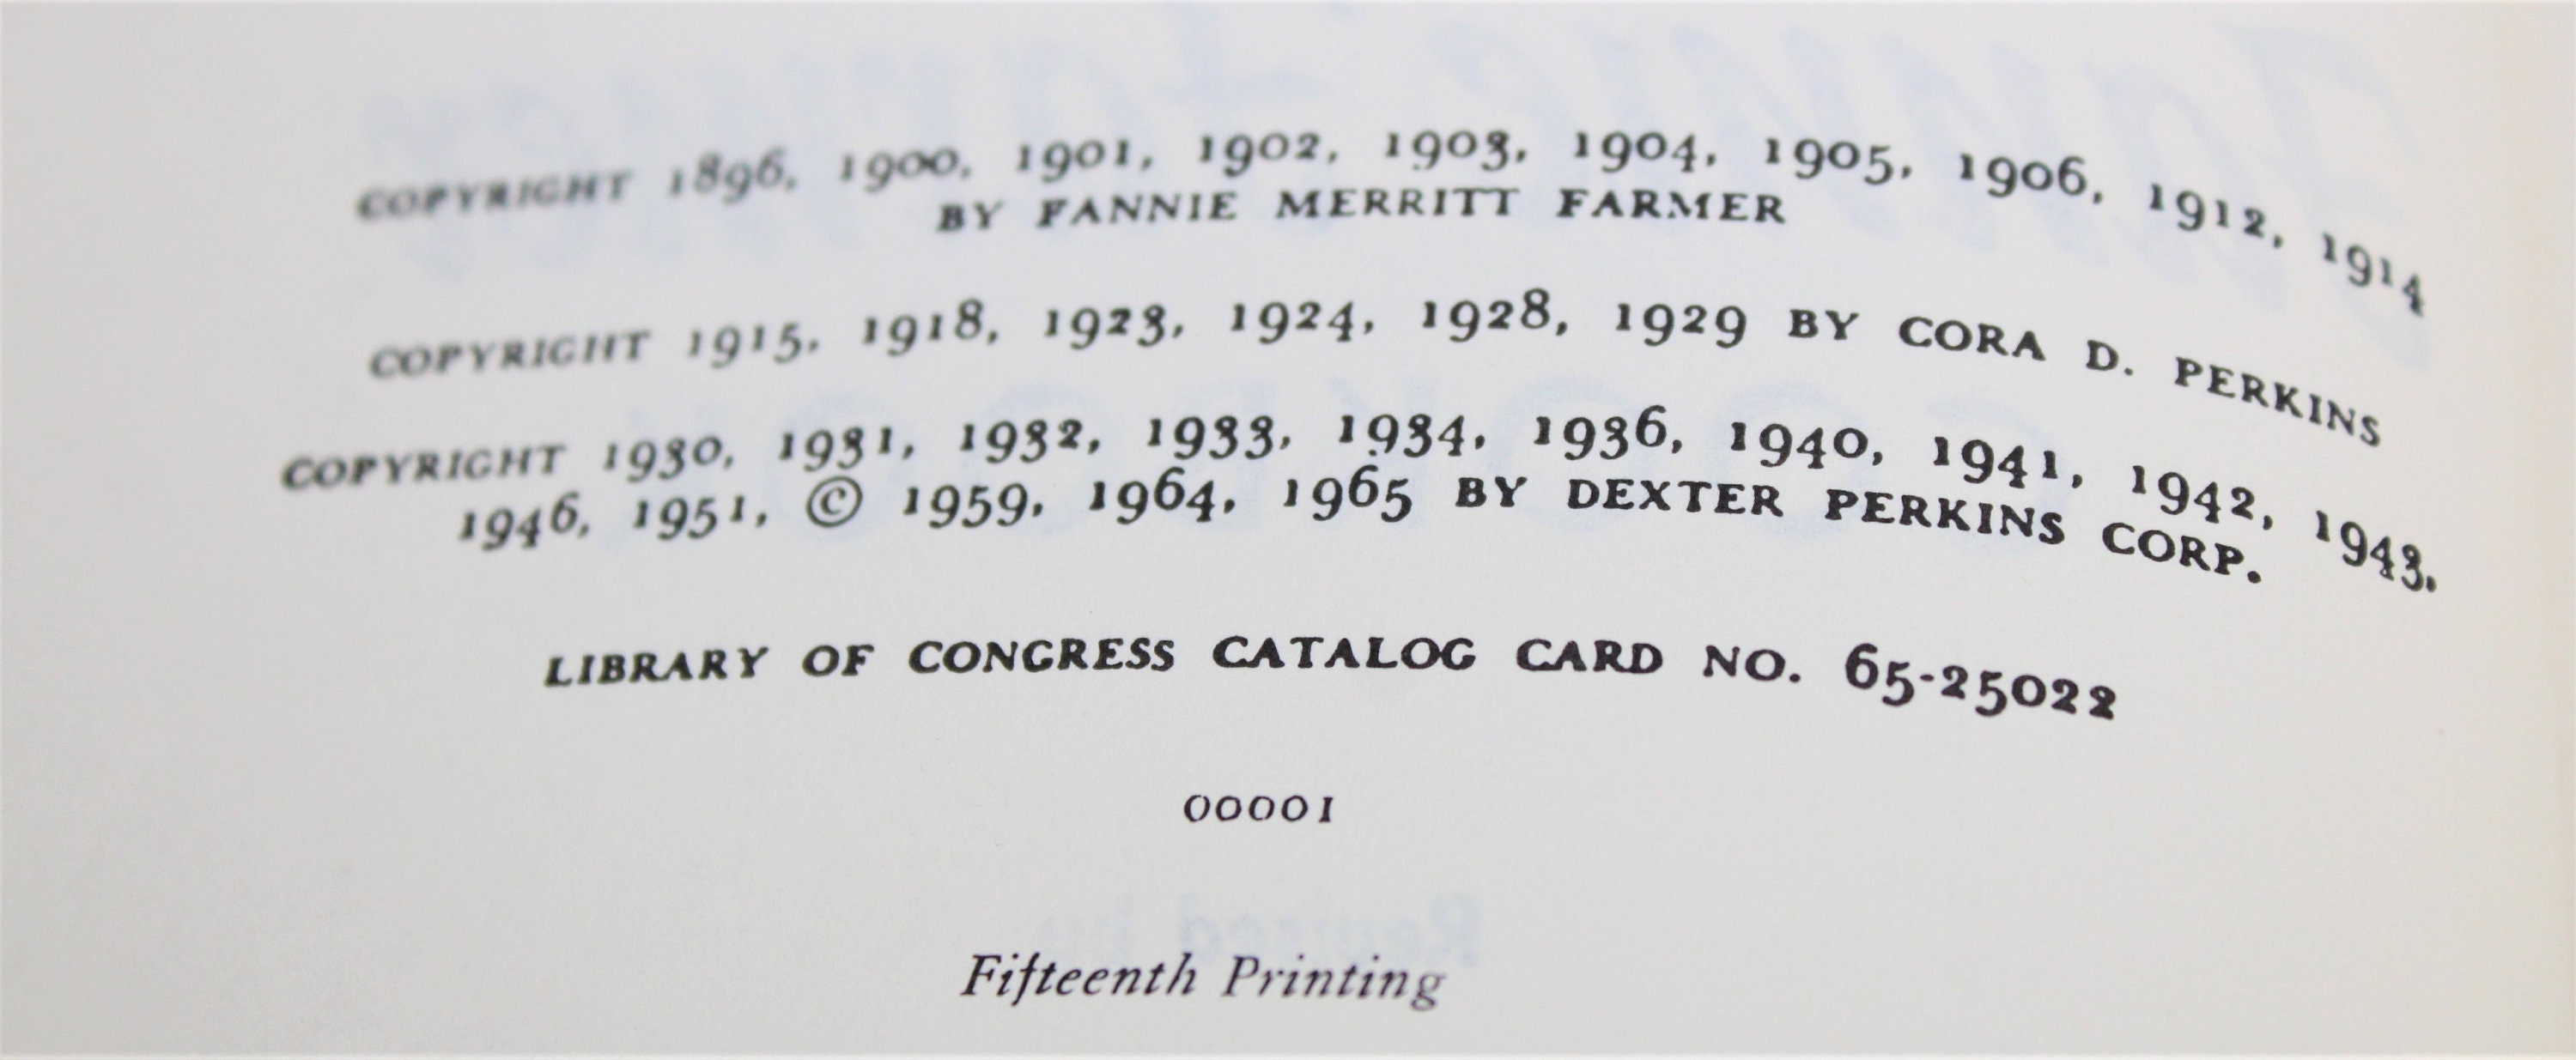 COPYRIGHT 1896, 1900, 1901, 1902, 1903, 1904, 1905, 1906, 1912, 1914
BY FANNIE MERRITT FARMER
COPYRIGHT 1915, 1918, 1923, 1924, 1928, 1929 BY CORA D. PERKINS
COPYRIGHT 1930, 1931, 1932, 1933, 1934, 1936, 1940, 1941, 1942, 1943,
1946, 1951, © 1959, 1964, 1965 BY DEXTER PERKINS CORP.
LIBRARY OF CONGRESS CATALOG CARD NO. 65-25022
00001
Fifteenth Printing